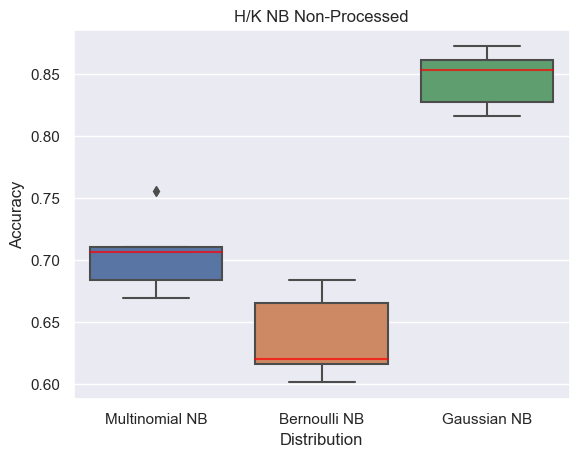 H/K NB Non-Processed
Accuracy
0.85
0.80
0.75
0.70
0.65
0.60
Multinomial NB
Bernoulli NB
Gaussian NB
Distribution